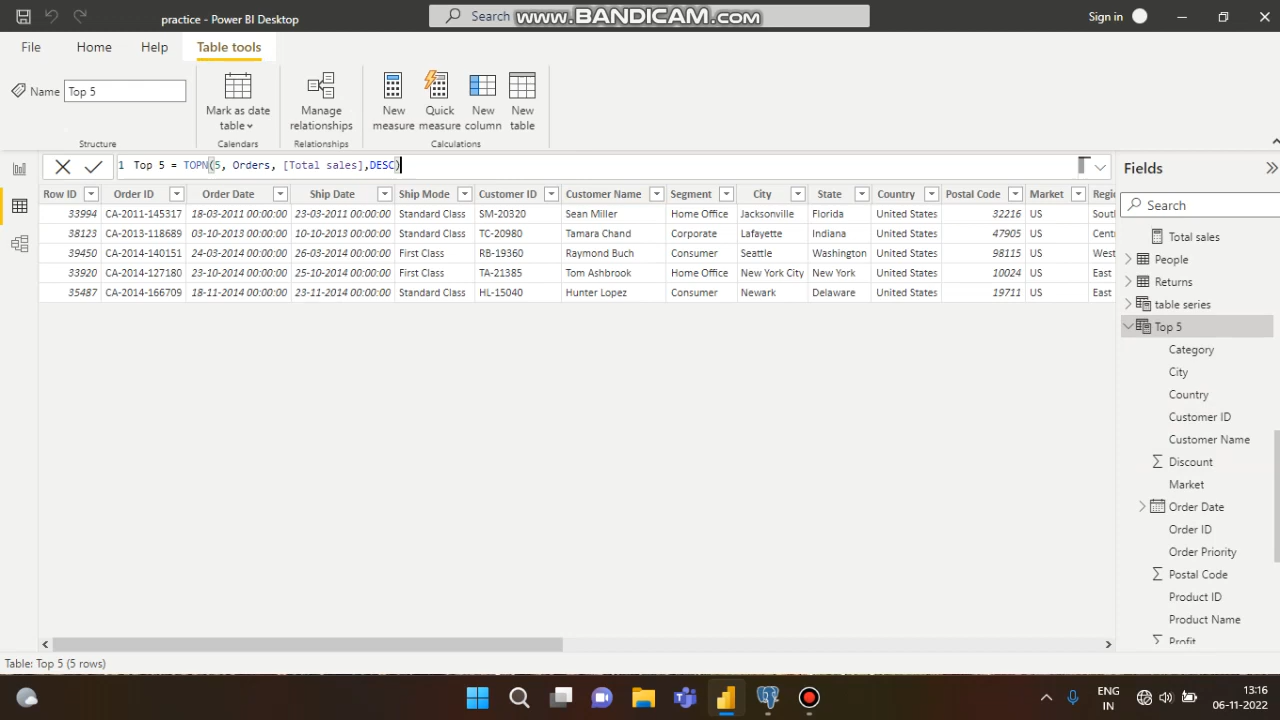 practice - Power BI Desktop
Search
www.BANDICAM.com
Sign in
File Home Help Table tools
Name Top 5
Mark as date table
Manage relationships
New measure
Quick measure
New column
New table
Structure Calendars Relationships Calculations
1 Top 5 = TOPN(5, Orders, [Total sales],DESC)
Row ID Order ID Order Date Ship Date Ship Mode Customer ID Customer Name Segment City State Country Postal Code Market Regio
33994 CA-2011-145317 18-03-2011 00:00:00 23-03-2011 00:00:00 Standard Class SM-20320 Sean Miller Home Office Jacksonville Florida United States 32216 US Sout
38123 CA-2013-118689 03-10-2013 00:00:00 10-10-2013 00:00:00 Standard Class TC-20980 Tamara Chand Corporate Lafayette Indiana United States 47905 US Cent
39450 CA-2014-140151 24-03-2014 00:00:00 26-03-2014 00:00:00 First Class RB-19360 Raymond Buch Consumer Seattle Washington United States 98115 US West
33920 CA-2014-127180 23-10-2014 00:00:00 25-10-2014 00:00:00 First Class TA-21385 Tom Ashbrook Home Office New York City New York United States 10024 US East
35487 CA-2014-166709 18-11-2014 00:00:00 23-11-2014 00:00:00 Standard Class HL-15040 Hunter Lopez Consumer Newark Delaware United States 19711 US East
Fields
Search
Total sales
People
Returns
table series
Top 5
Category
City
Country
Customer ID
Customer Name
Discount
Market
Order Date
Order ID
Order Priority
Postal Code
Product ID
Product Name
Profit
Table: Top 5 (5 rows)
ENG
IN
13:16
06-11-2022